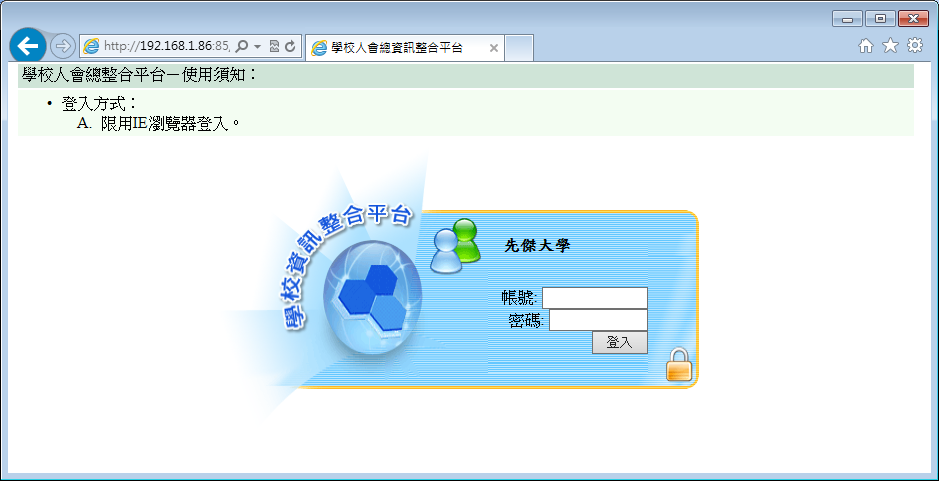 http://192.168.1.86:85/
學校人會總資訊整合平台
學校人會總整合平台－使用須知：
• 登入方式：
A. 限用IE瀏覽器登入。
學校資訊整合平台
先傑大學
帳號:
密碼:
登入